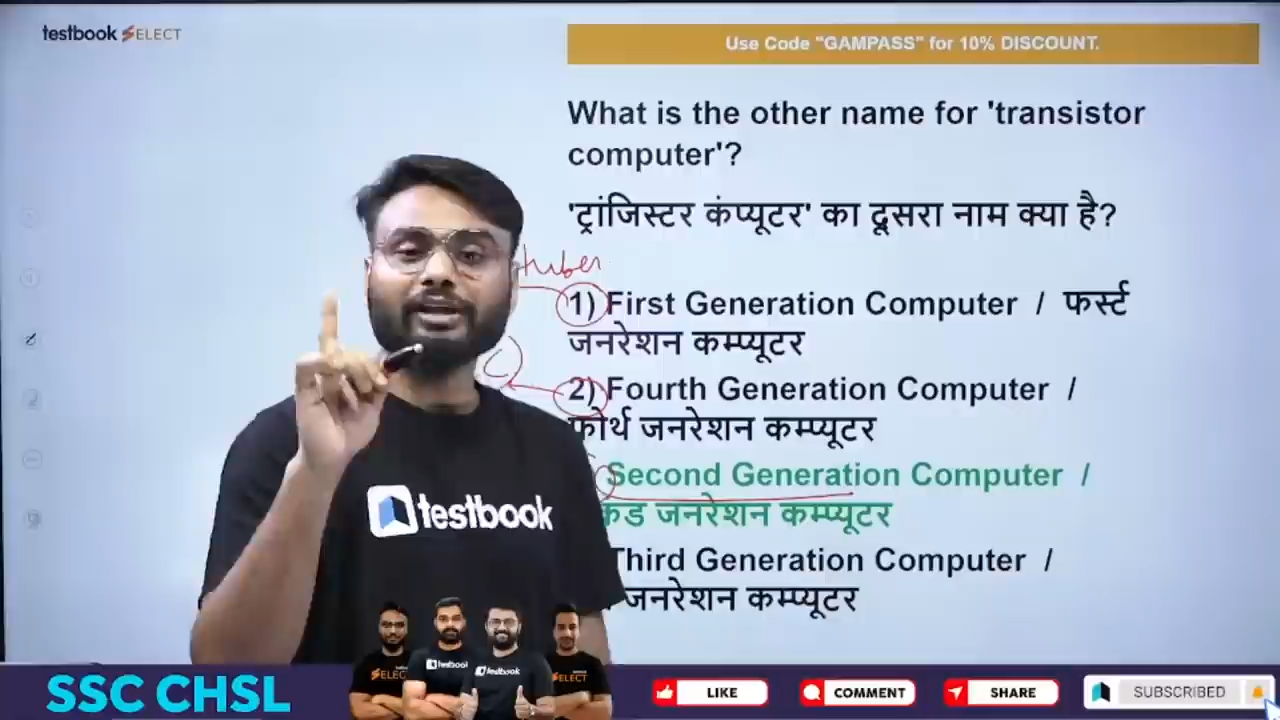 testbook SELECT
Use Code "GAMPASS" for 10% DISCOUNT.
What is the other name for 'transistor
computer'?
'ट्रांजिस्टर कंप्यूटर' का दूसरा नाम क्या है?
1) First Generation Computer / फर्स्ट
जनरेशन कम्प्यूटर
2) Fourth Generation Computer /
फोर्थ जनरेशन कम्प्यूटर
Second Generation Computer /
कंड जनरेशन कम्प्यूटर
Third Generation Computer /
जनरेशन कम्प्यूटर
testbook
SSC CHSL
LIKE
COMMENT
SHARE
SUBSCRIBED